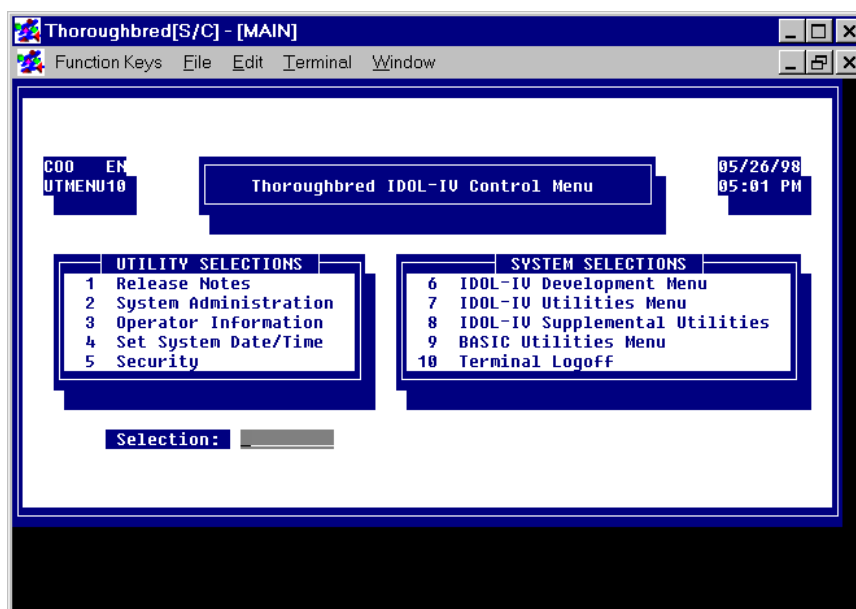 Thoroughbred[S/C] - [MAIN]
Function Keys File Edit Terminal Window
COO EN
UTMENU10
Thoroughbred IDOL-IV Control Menu
05/26/98
05:01 PM
UTILITY SELECTIONS
1 Release Notes
2 System Administration
3 Operator Information
4 Set System Date/Time
5 Security
SYSTEM SELECTIONS
6 IDOL-IV Development Menu
7 IDOL-IV Utilities Menu
8 IDOL-IV Supplemental Utilities
9 BASIC Utilities Menu
10 Terminal Logoff
Selection: